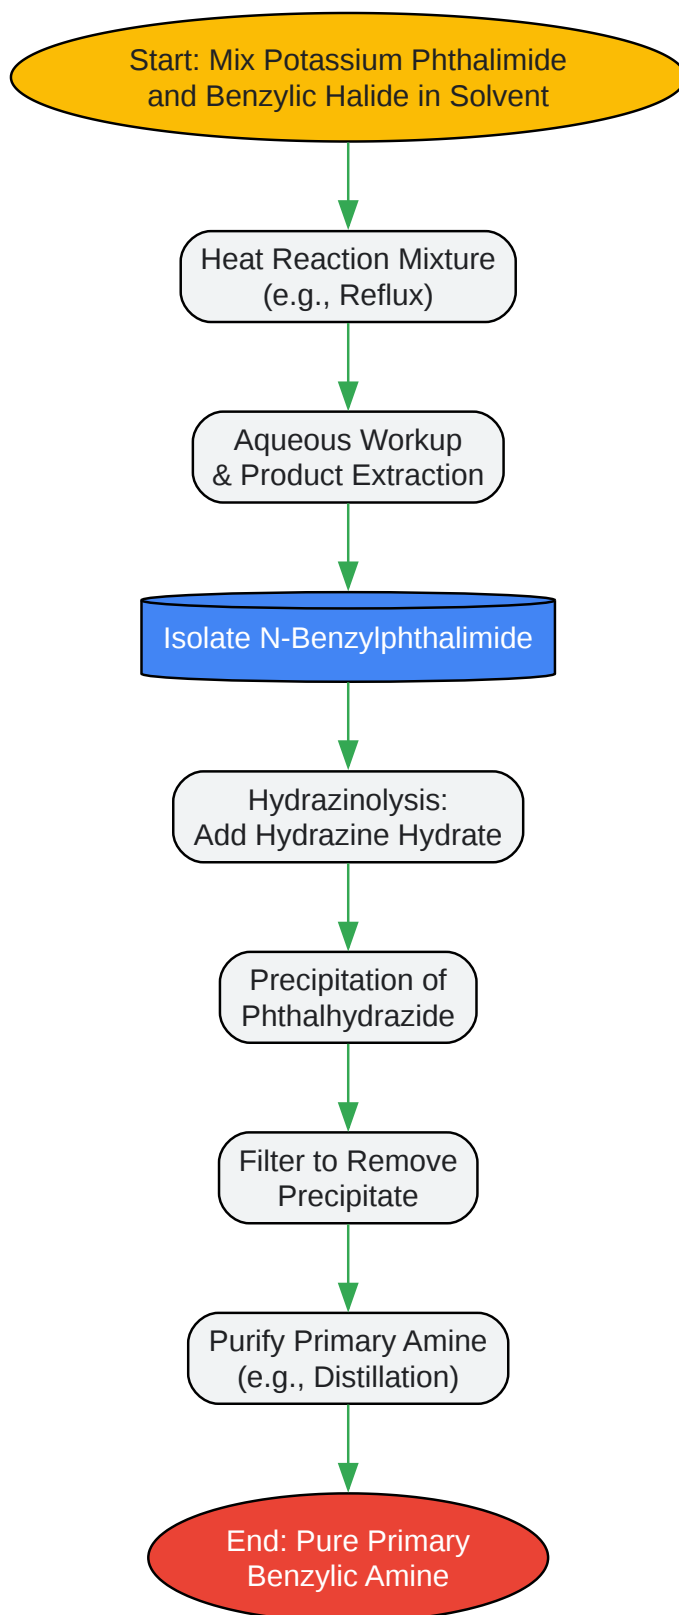 Start: Mix Potassium Phthalimide
and Benzylic Halide in Solvent
Heat Reaction Mixture
(e.g., Reflux)
Aqueous Workup
& Product Extraction
Isolate N-Benzylphthalimide
Hydrazinolysis:
Add Hydrazine Hydrate
Precipitation of
Phthalhydrazide
Filter to Remove
Precipitate
Purify Primary Amine
(e.g., Distillation)
End: Pure Primary
Benzylic Amine